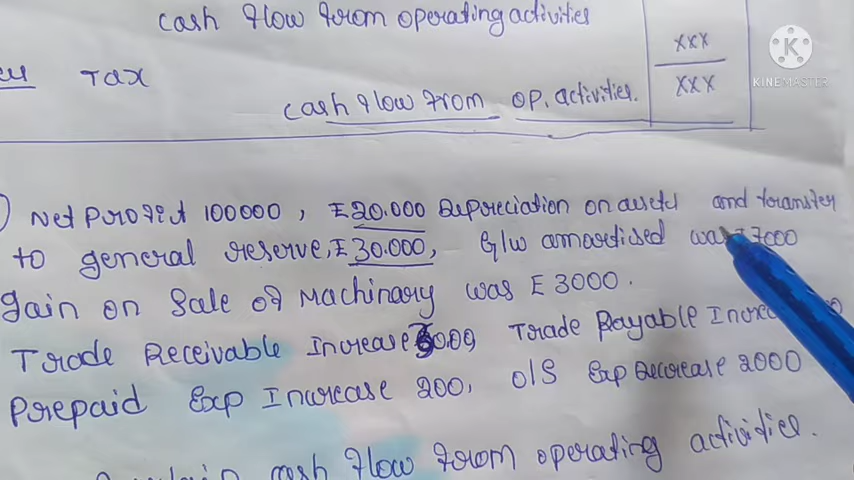 cash flow from operating activities
xxx
K
KINEMASTER
Tax
xxx
cash flow from op. activities.
Net profit 100000, ₹20.000 Depreciation on assets and transfer
to general reserve, ₹30.000, G/w amortised was ₹7000
gain on Sale of Machinary was ₹3000.
Trade Receivable Increase Trade Payable
Prepaid Exp Increase 200, O/S Exp Decrease 2000
cash flow from operating activities.